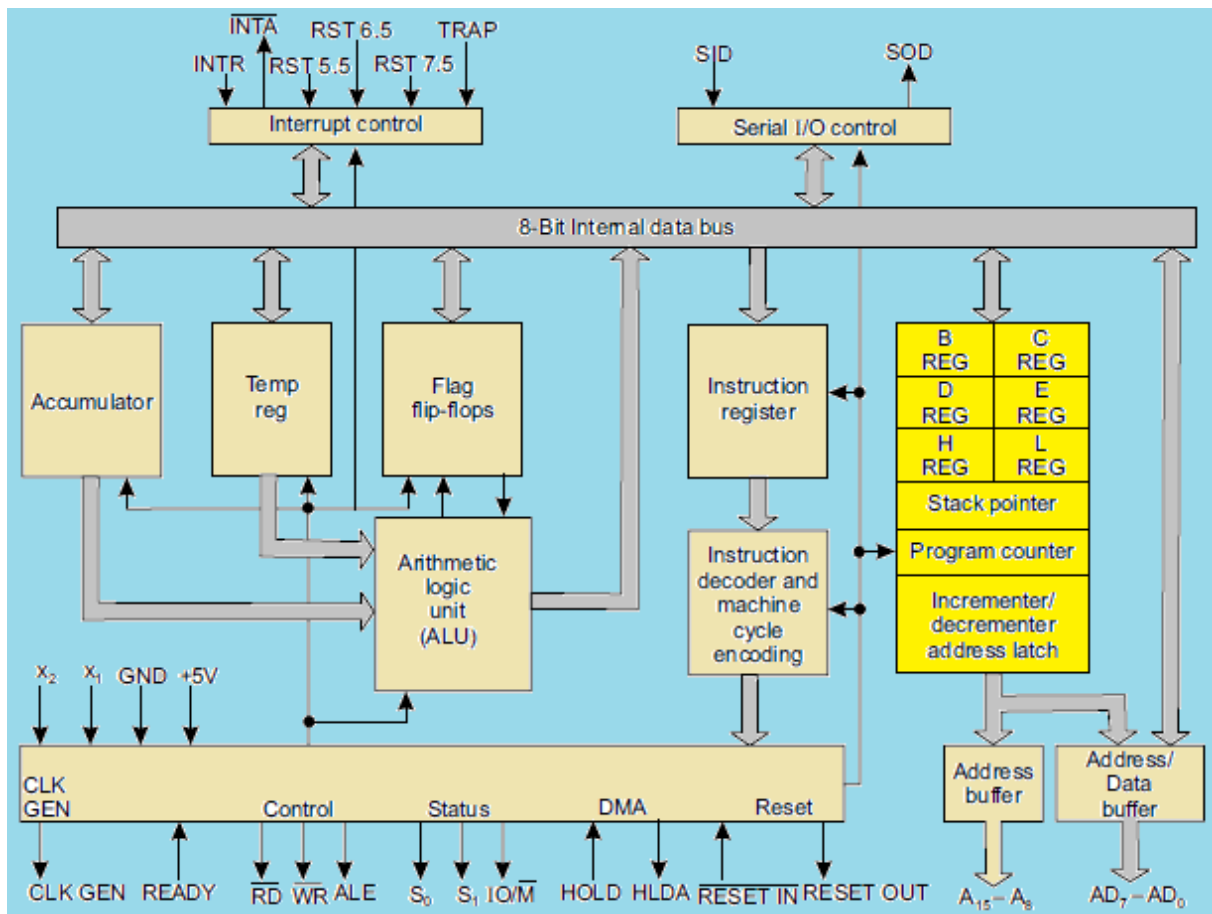 INTA
RST 6.5
TRAP
INTR
RST 5.5
RST 7.5
SID
SOD
Interrupt control
Serial I/O control
8-Bit Internal data bus
Accumulator
Temp
reg
Flag
flip-flops
Instruction
register
B
REG
C
REG
D
REG
E
REG
H
REG
L
REG
Stack pointer
Program counter
Incrementer/
decrementer
address latch
Arithmetic
logic
unit
(ALU)
Instruction
decoder and
machine
cycle
encoding
X₂
X₁
GND
+5V
CLK
GEN
Control
Status
DMA
Reset
Address
buffer
Address/
Data
buffer
CLK GEN
READY
RD
WR
ALE
S₀
S₁
IO/M
HOLD
HLDA
RESET IN
RESET OUT
A₁₅ – A₈
AD₇ – AD₀